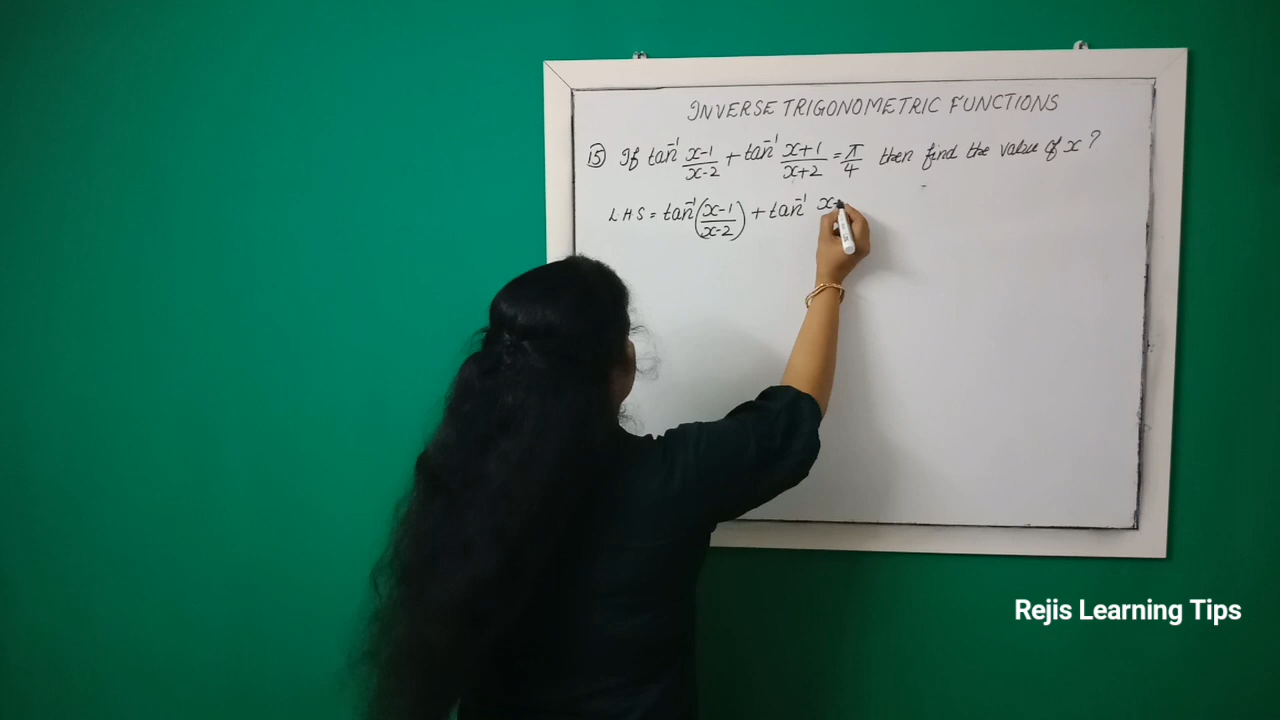 INVERSE TRIGONOMETRIC FUNCTIONS
15) If tan⁻¹ (x-1)/(x-2) + tan⁻¹ (x+1)/(x+2) = π/4 then find the value of x?
LHS = tan⁻¹((x-1)/(x-2)) + tan⁻¹ x+
Rejis Learning Tips